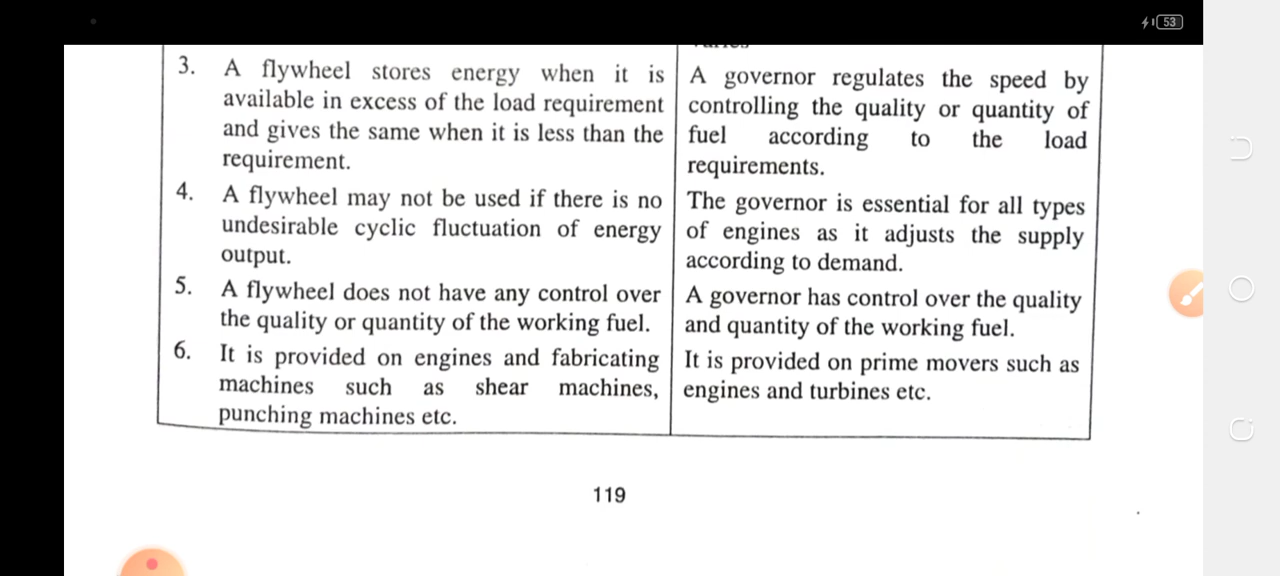 53
3. A flywheel stores energy when it is
available in excess of the load requirement
and gives the same when it is less than the
requirement.
A governor regulates the speed by
controlling the quality or quantity of
fuel according to the load
requirements.
4. A flywheel may not be used if there is no
undesirable cyclic fluctuation of energy
output.
The governor is essential for all types
of engines as it adjusts the supply
according to demand.
5. A flywheel does not have any control over
the quality or quantity of the working fuel.
A governor has control over the quality
and quantity of the working fuel.
6. It is provided on engines and fabricating
machines such as shear machines,
punching machines etc.
It is provided on prime movers such as
engines and turbines etc.
119